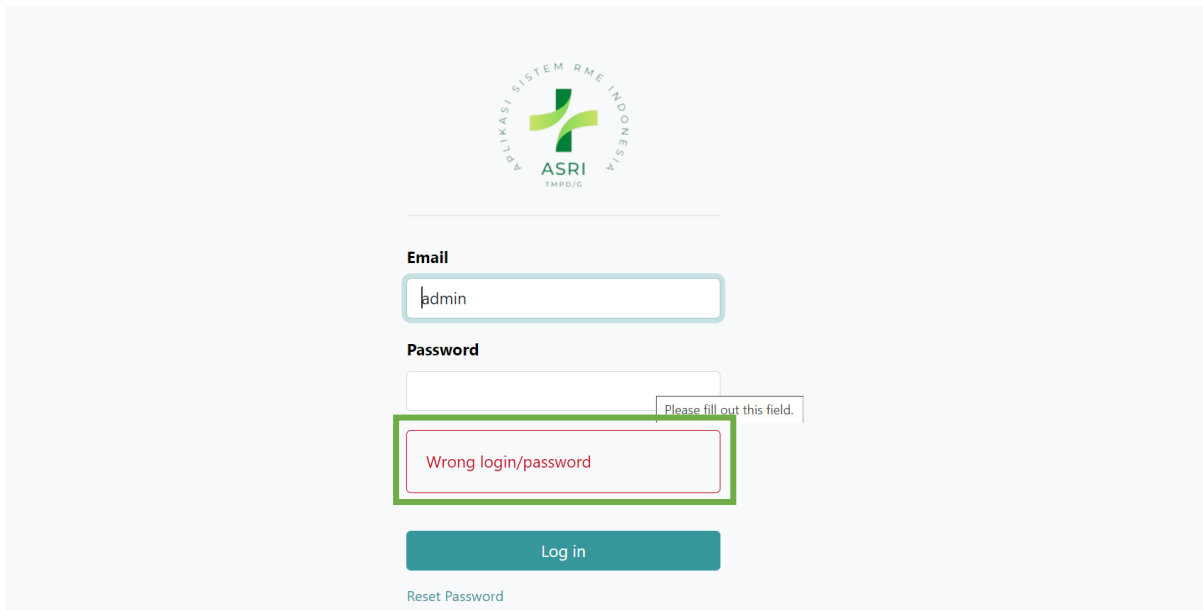 APLIKASI SISTEM RME INDONESIA
ASRI
TMPD/G
Email
admin
Password
Please fill out this field.
Wrong login/password
Log in
Reset Password